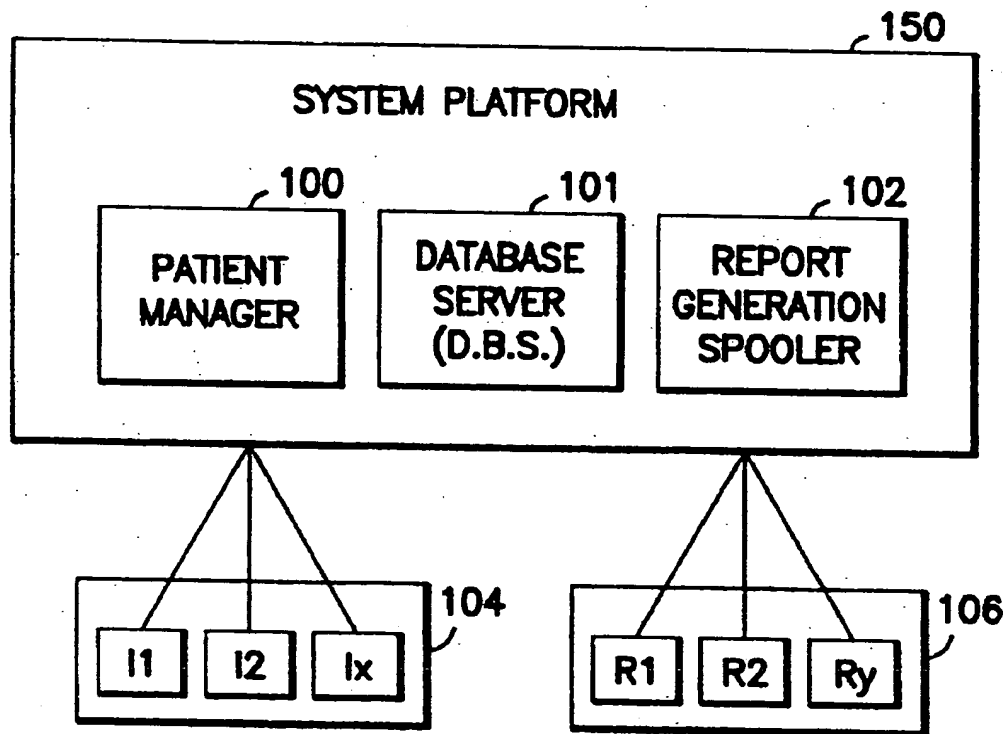 150
SYSTEM PLATFORM
100
101
102
PATIENT
MANAGER
DATABASE
SERVER
(D.B.S.)
REPORT
GENERATION
SPOOLER
104
I1
I2
Ix
106
R1
R2
Ry